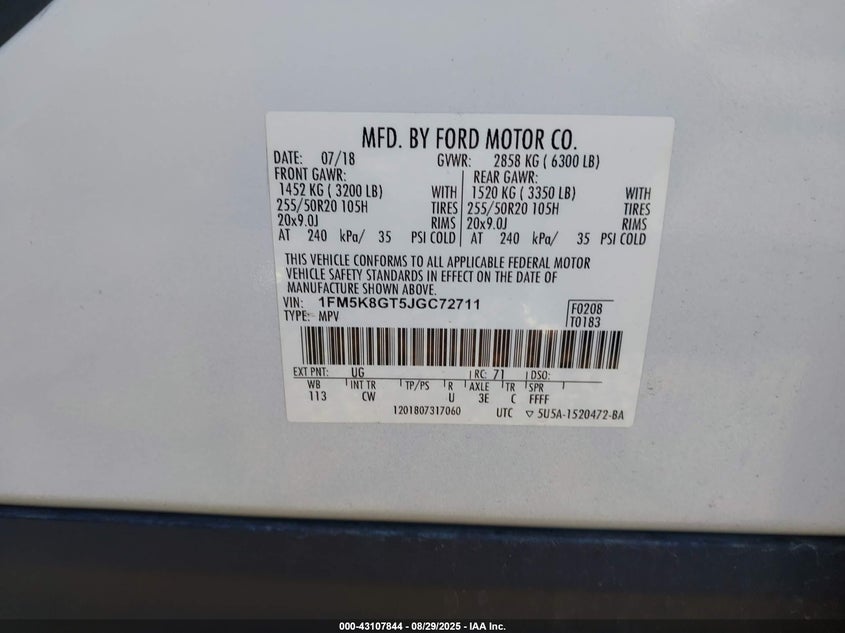 MFD. BY FORD MOTOR CO.
DATE: 07/18 GVWR: 2858 KG ( 6300 LB)
FRONT GAWR: REAR GAWR:
1452 KG ( 3200 LB) WITH 1520 KG ( 3350 LB) WITH
255/50R20 105H TIRES 255/50R20 105H TIRES
20x9.0J RIMS 20x9.0J RIMS
AT 240 kPa/ 35 PSI COLD AT 240 kPa/ 35 PSI COLD
THIS VEHICLE CONFORMS TO ALL APPLICABLE FEDERAL MOTOR
VEHICLE SAFETY STANDARDS IN EFFECT ON THE DATE OF
MANUFACTURE SHOWN ABOVE.
VIN: 1FM5K8GT5JGC72711 F0208
TYPE: MPV T0183
EXT PNT: UG RC: 71 DSO:
WB INT TR TP/PS R AXLE TR SPR
113 CW U 3E C FFFF
1201807317060 UTC ▽ 5U5A-1520472-BA
000-43107844 | 08/29/2025 - IAA Inc.